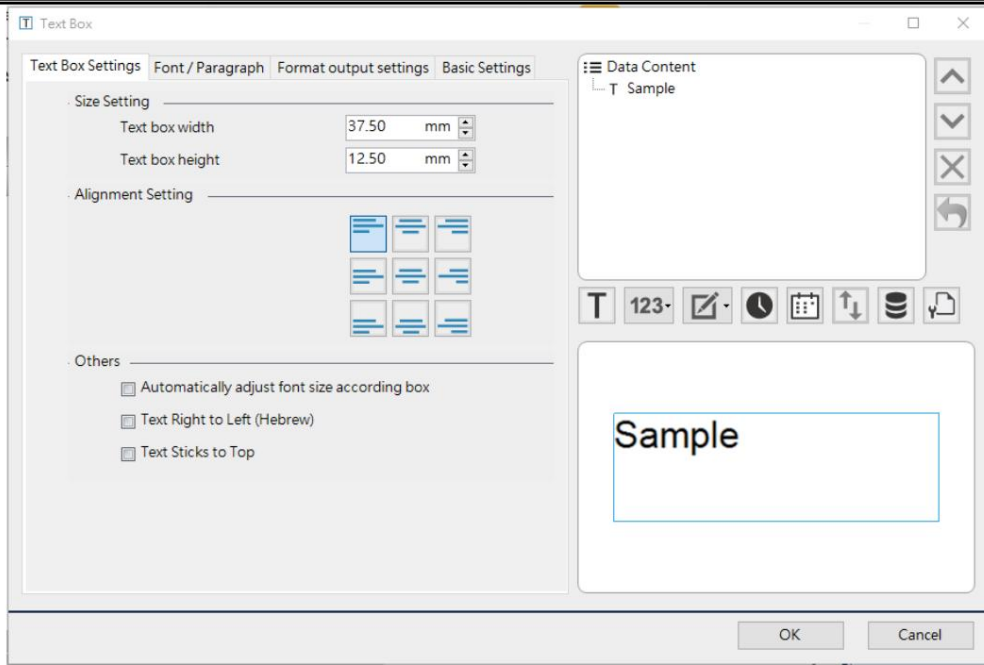 Text Box
Text Box Settings Font / Paragraph Format output settings Basic Settings
Size Setting
Text box width 37.50 mm
Text box height 12.50 mm
Alignment Setting
Others
Automatically adjust font size according box
Text Right to Left (Hebrew)
Text Sticks to Top
Data Content
T Sample
T 123
Sample
OK Cancel